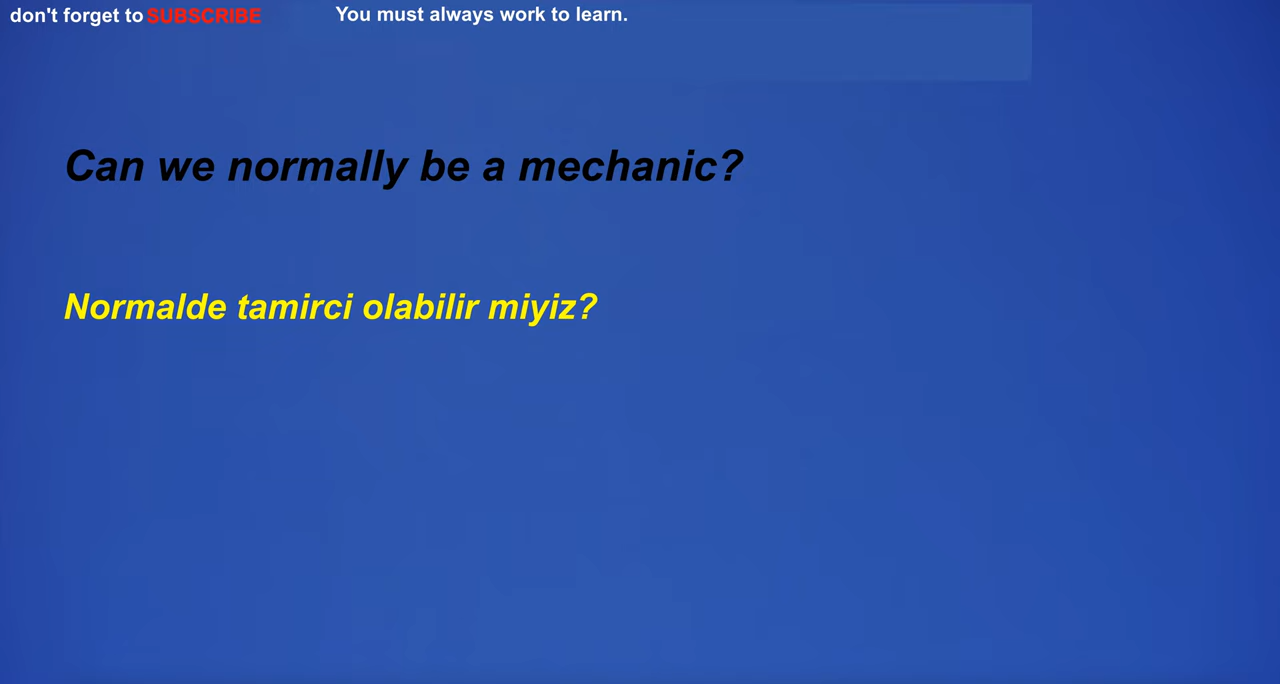 don't forget to SUBSCRIBE
You must always work to learn.
Can we normally be a mechanic?
Normalde tamirci olabilir miyiz?